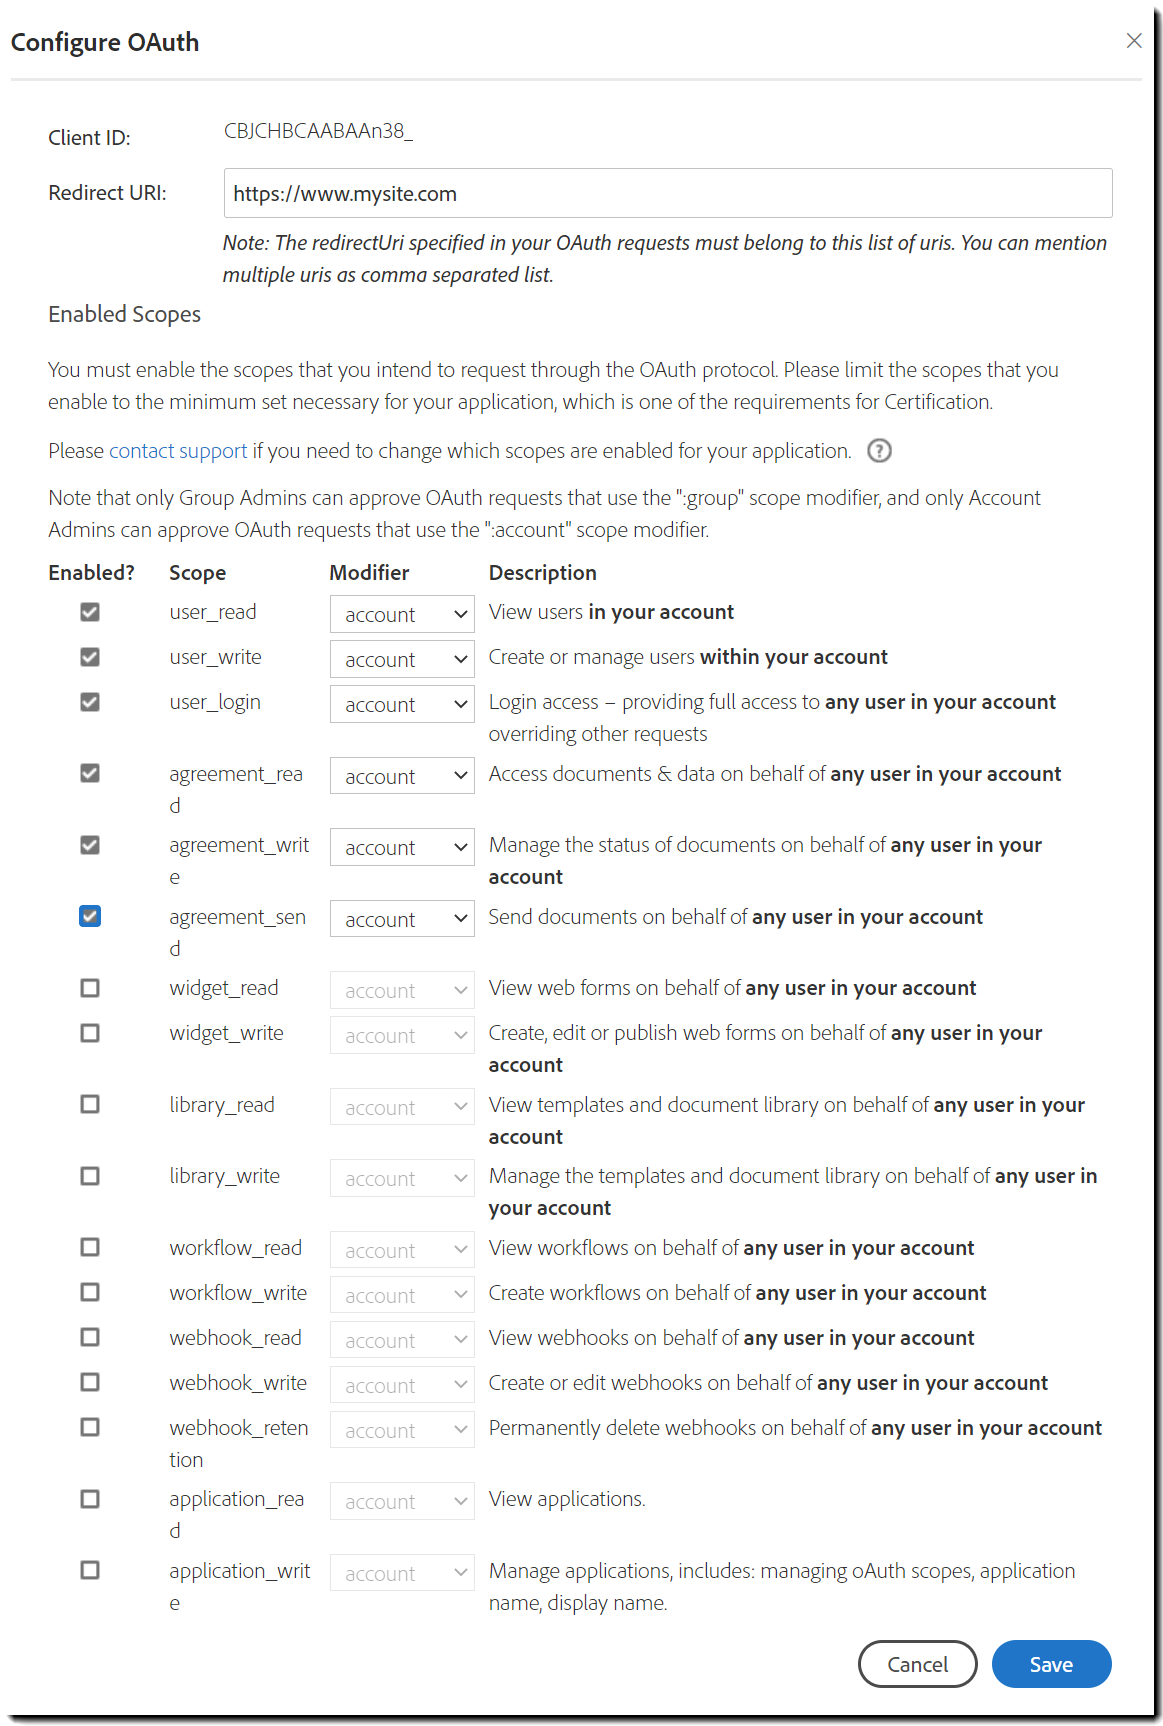 Configure OAuth
Client ID: CBJCHBCAABAAn38_
Redirect URI: https://www.mysite.com
Note: The redirectUri specified in your OAuth requests must belong to this list of uris. You can mention
multiple uris as comma separated list.
Enabled Scopes
You must enable the scopes that you intend to request through the OAuth protocol. Please limit the scopes that you
enable to the minimum set necessary for your application, which is one of the requirements for Certification.
Please contact support if you need to change which scopes are enabled for your application. ?
Note that only Group Admins can approve OAuth requests that use the ":group" scope modifier, and only Account
Admins can approve OAuth requests that use the ":account" scope modifier.
Enabled? Scope Modifier Description
user_read account View users in your account
user_write account Create or manage users within your account
user_login account Login access – providing full access to any user in your account
overriding other requests
agreement_rea account Access documents & data on behalf of any user in your account
d
agreement_writ account Manage the status of documents on behalf of any user in your
e account
agreement_sen account Send documents on behalf of any user in your account
d
widget_read account View web forms on behalf of any user in your account
widget_write account Create, edit or publish web forms on behalf of any user in your
account
library_read account View templates and document library on behalf of any user in your
account
library_write account Manage the templates and document library on behalf of any user in
your account
workflow_read account View workflows on behalf of any user in your account
workflow_write account Create workflows on behalf of any user in your account
webhook_read account View webhooks on behalf of any user in your account
webhook_write account Create or edit webhooks on behalf of any user in your account
webhook_reten account Permanently delete webhooks on behalf of any user in your account
tion
application_rea account View applications.
d
application_writ account Manage applications, includes: managing oAuth scopes, application
e name, display name.
Cancel Save